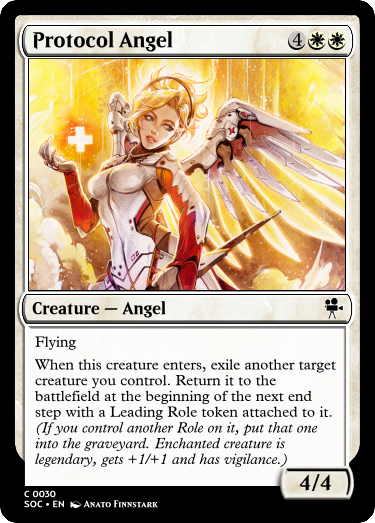 Protocol Angel 4
Creature — Angel
Flying
When this creature enters, exile another target
creature you control. Return it to the
battlefield at the beginning of the next end
step with a Leading Role token attached to it.
(If you control another Role on it, put that one
into the graveyard. Enchanted creature is
legendary, gets +1/+1 and has vigilance.)
4/4
C 0030
SOC • EN Anato Finnstark